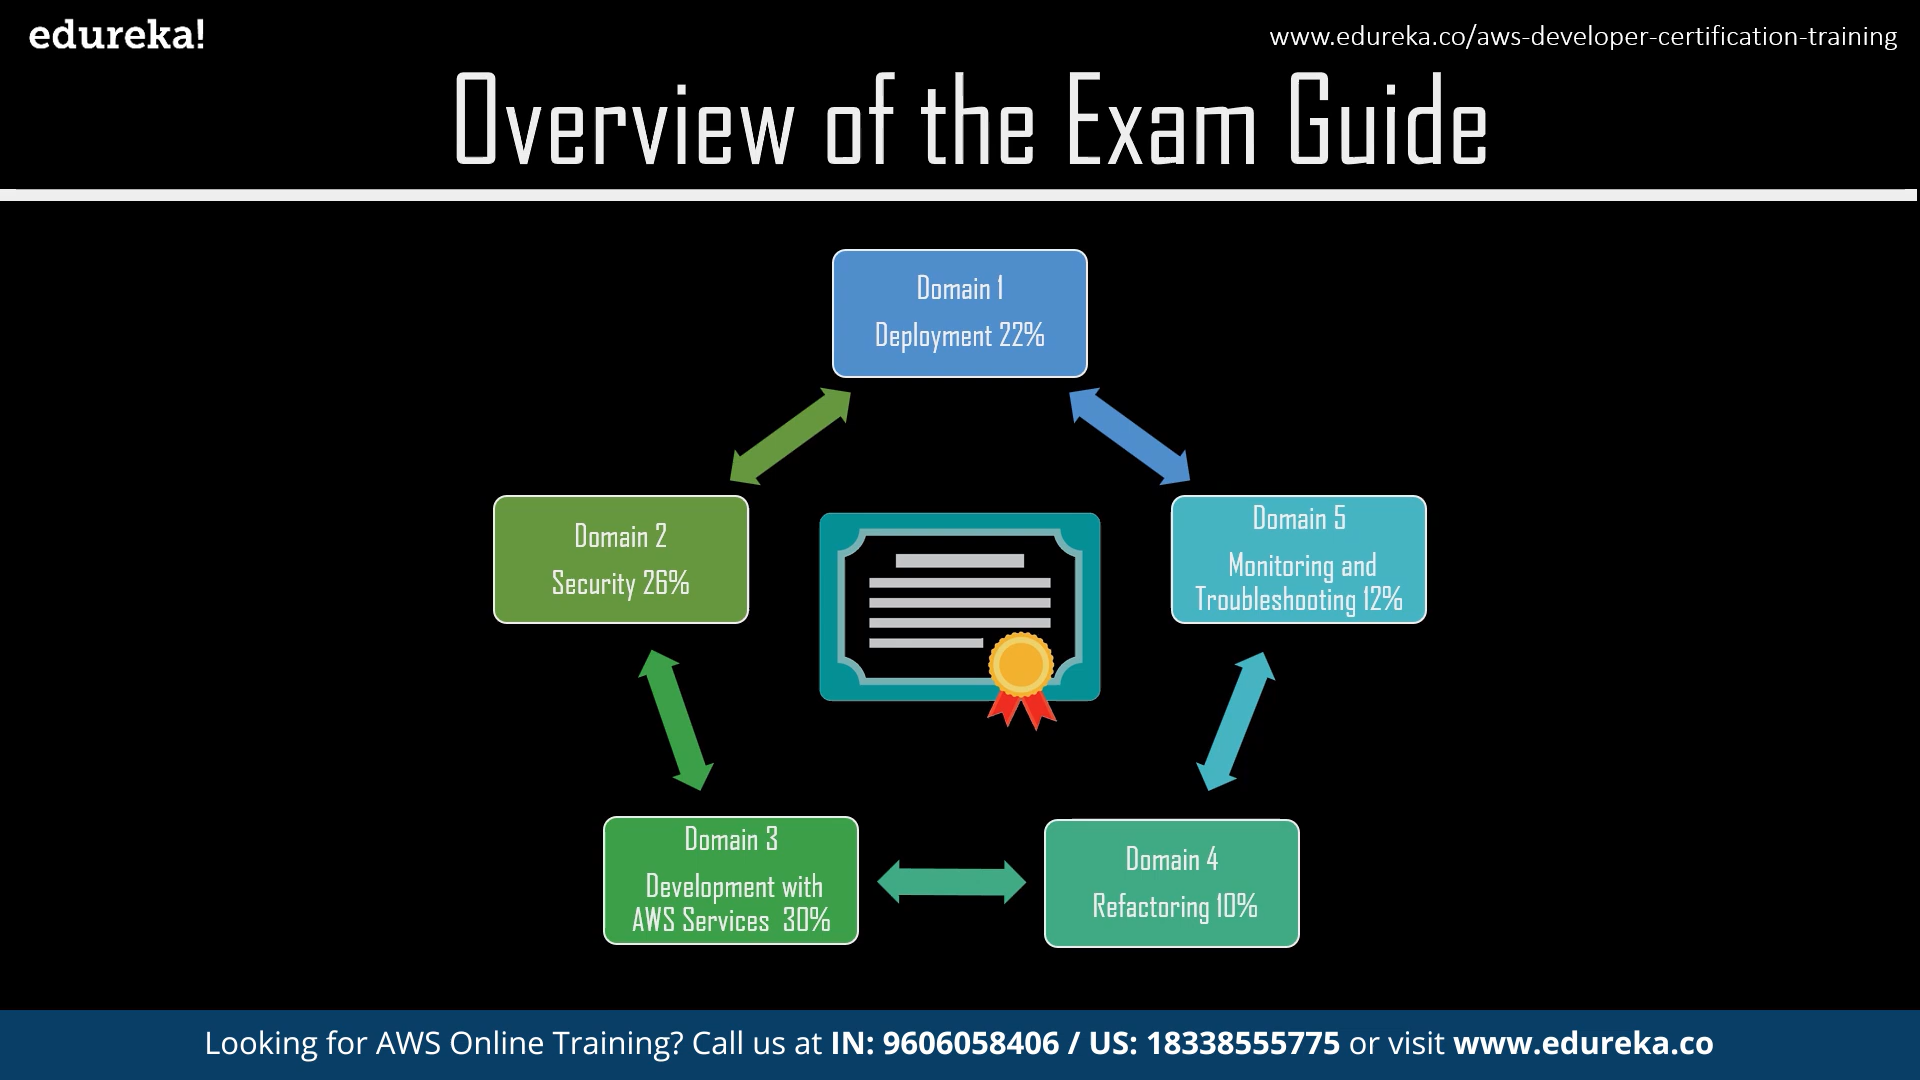 edureka!
www.edureka.co/aws-developer-certification-training
Overview of the Exam Guide
Domain 1
Deployment 22%
Domain 2
Security 26%
Domain 5
Monitoring and
Troubleshooting 12%
Domain 3
Development with
AWS Services 30%
Domain 4
Refactoring 10%
Looking for AWS Online Training? Call us at IN: 9606058406 / US: 18338555775 or visit www.edureka.co